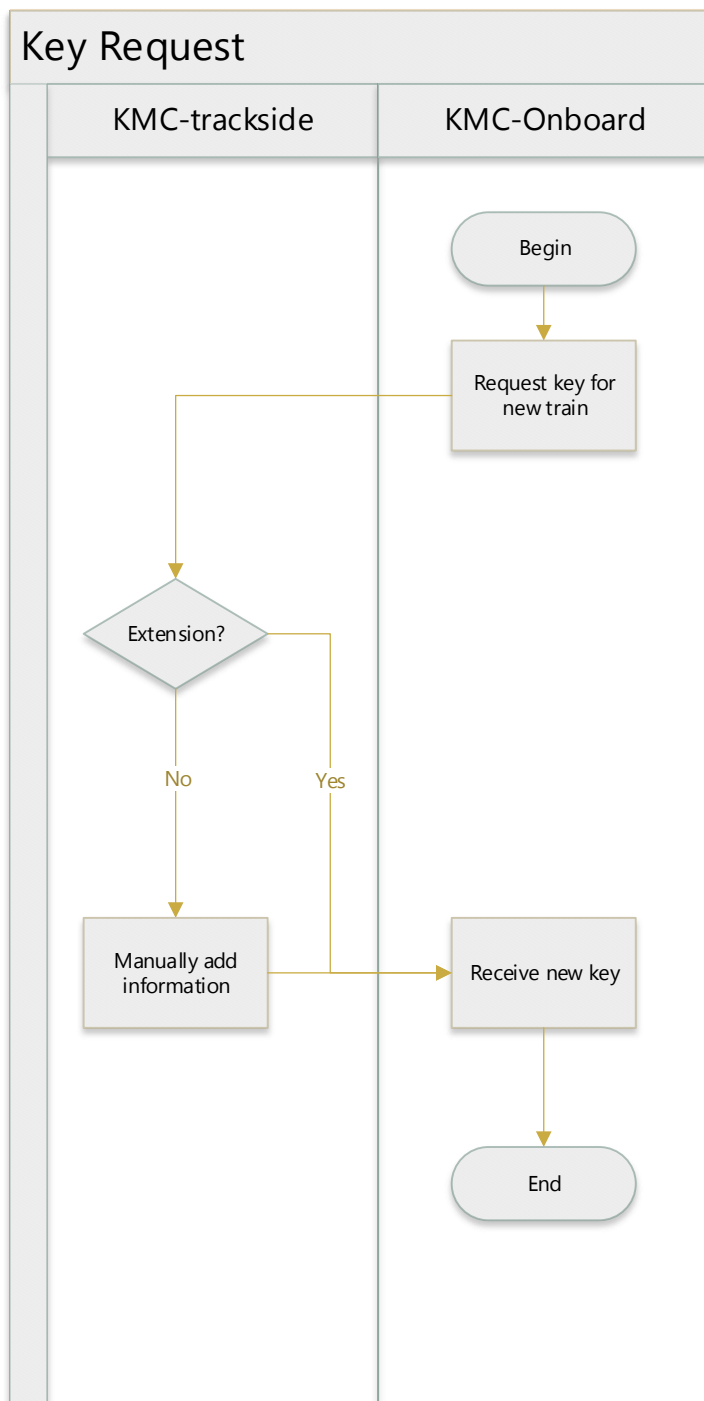 Key Request
KMC-trackside
KMC-Onboard
Begin
Request key for
new train
Extension?
No
Yes
Manually add
information
Receive new key
End